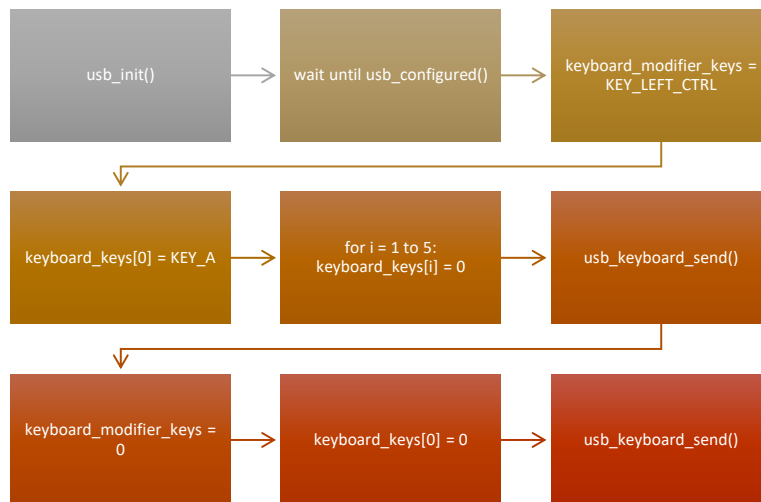 usb_init()
wait until usb_configured()
keyboard_modifier_keys =
KEY_LEFT_CTRL
keyboard_keys[0] = KEY_A
for i = 1 to 5:
keyboard_keys[i] = 0
usb_keyboard_send()
keyboard_modifier_keys =
0
keyboard_keys[0] = 0
usb_keyboard_send()